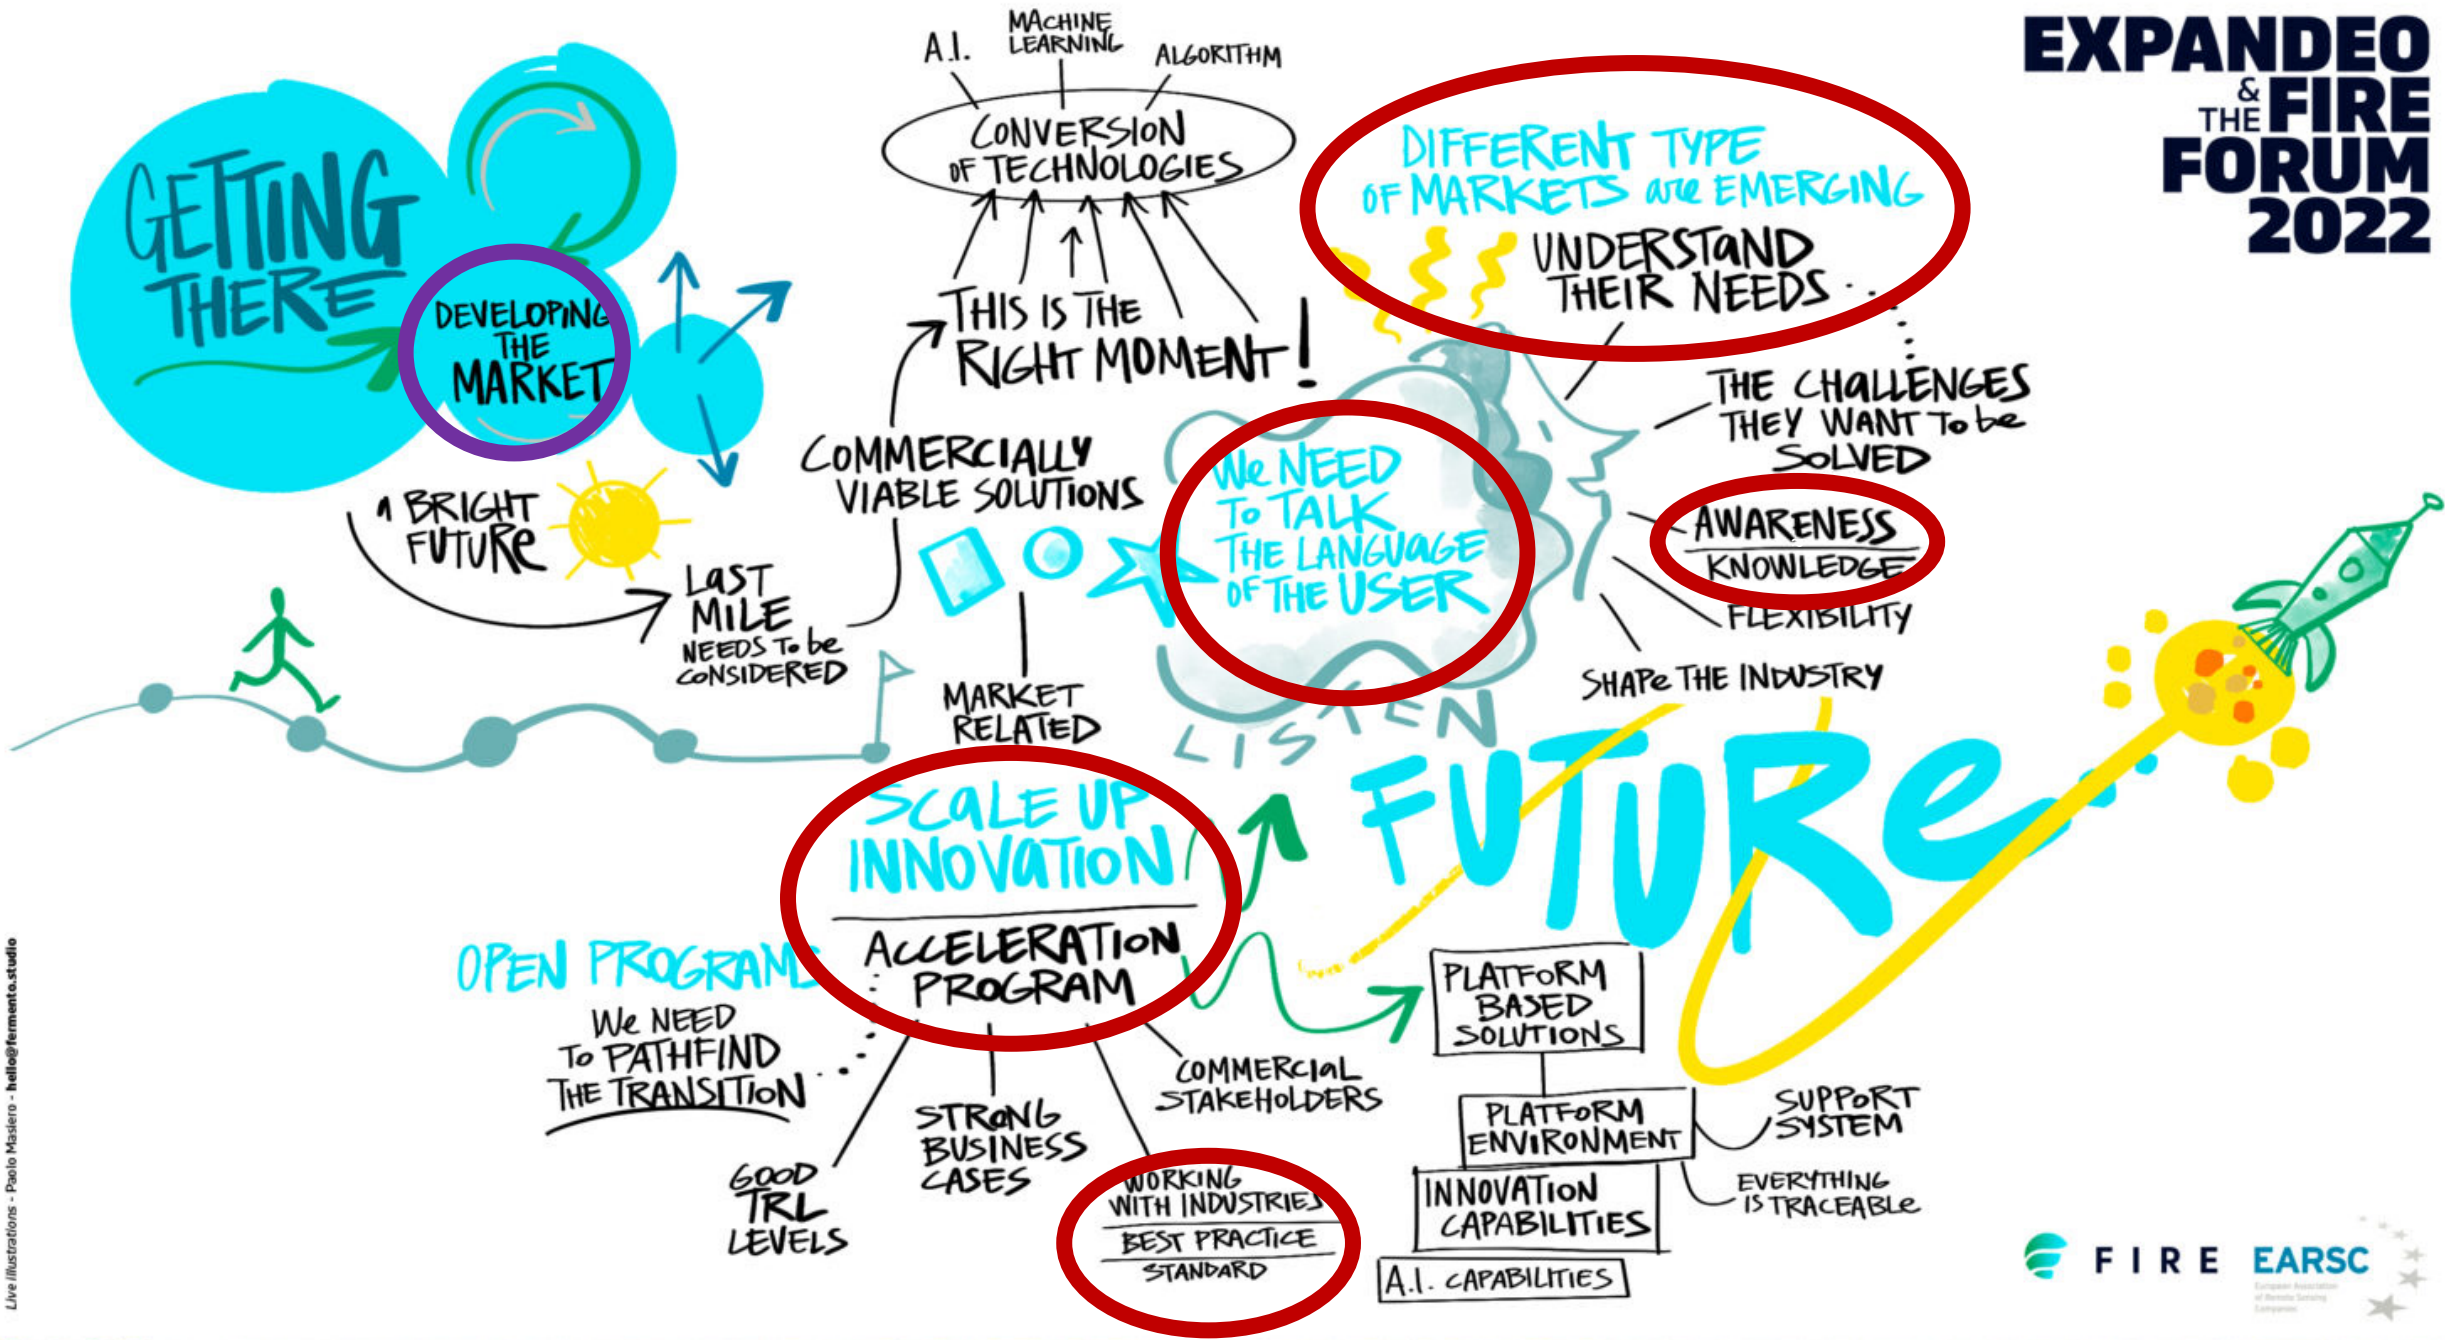 EXPANDEO
& THE FIRE
FORUM
2022
A.I.
MACHINE
LEARNING
ALGORITHM
CONVERSION
OF TECHNOLOGIES
THIS IS THE
RIGHT MOMENT!
GETTING
THERE
DEVELOPING
THE
MARKET
A BRIGHT
FUTURE
LAST
MILE
NEEDS To be
CONSIDERED
COMMERCIALLY
VIABLE SOLUTIONS
MARKET
RELATED
DIFFERENT TYPE
OF MARKETS are EMERGING
UNDERSTAND
THEIR NEEDS
THE CHALLENGES
THEY WANT To be
SOLVED
We NEED
To TALK
THE LANGUAGE
OF THE USER
LISTEN
AWARENESS
KNOWLEDGE
FLEXIBILITY
SHAPE THE INDUSTRY
FUTURE
SCALE UP
INNOVATION
ACCELERATION
PROGRAM
OPEN PROGRAMS
We NEED
To PATHFIND
THE TRANSITION
GOOD
TRL
LEVELS
STRONG
BUSINESS
CASES
WORKING
WITH INDUSTRIES
BEST PRACTICE
STANDARD
COMMERCIAL
STAKEHOLDERS
PLATFORM
BASED
SOLUTIONS
PLATFORM
ENVIRONMENT
SUPPORT
SYSTEM
EVERYTHING
IS TRACEABLE
INNOVATION
CAPABILITIES
A.I. CAPABILITIES
Live illustrations - Paolo Masiero - hello@fermento.studio
FIRE
EARSC
European Association
of Remote Sensing
Companies